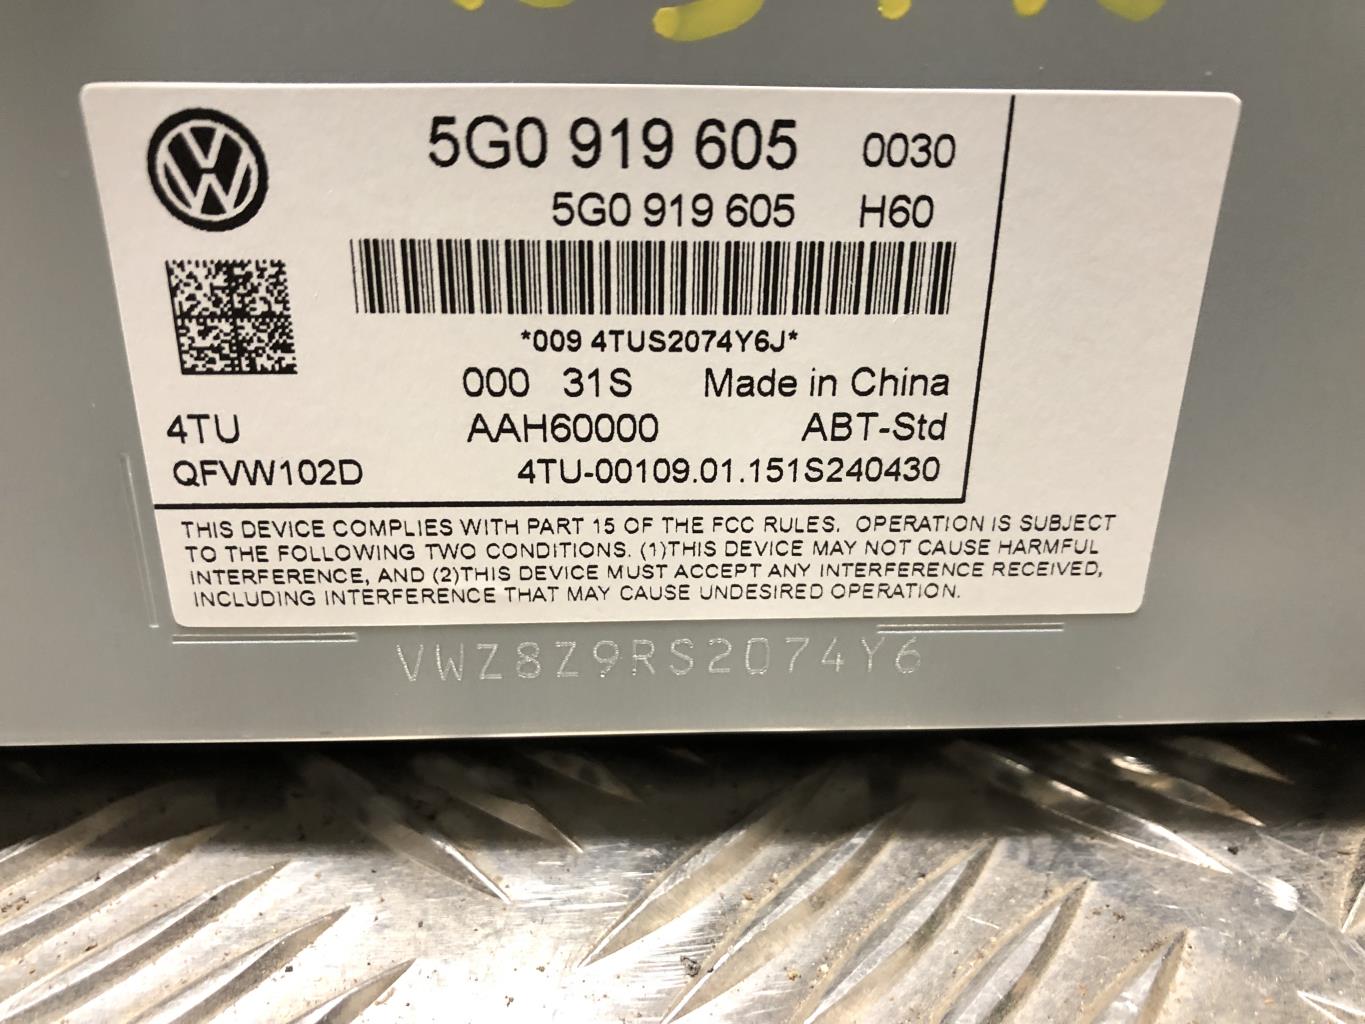 5G0 919 605 0030
5G0 919 605 H60
*009 4TUS2074Y6J*
000 31S Made in China
4TU AAH60000 ABT-Std
QFVW102D 4TU-00109.01.151S240430
THIS DEVICE COMPLIES WITH PART 15 OF THE FCC RULES. OPERATION IS SUBJECT
TO THE FOLLOWING TWO CONDITIONS. (1)THIS DEVICE MAY NOT CAUSE HARMFUL
INTERFERENCE, AND (2)THIS DEVICE MUST ACCEPT ANY INTERFERENCE RECEIVED,
INCLUDING INTERFERENCE THAT MAY CAUSE UNDESIRED OPERATION.
VWZ8Z9RS2074Y6